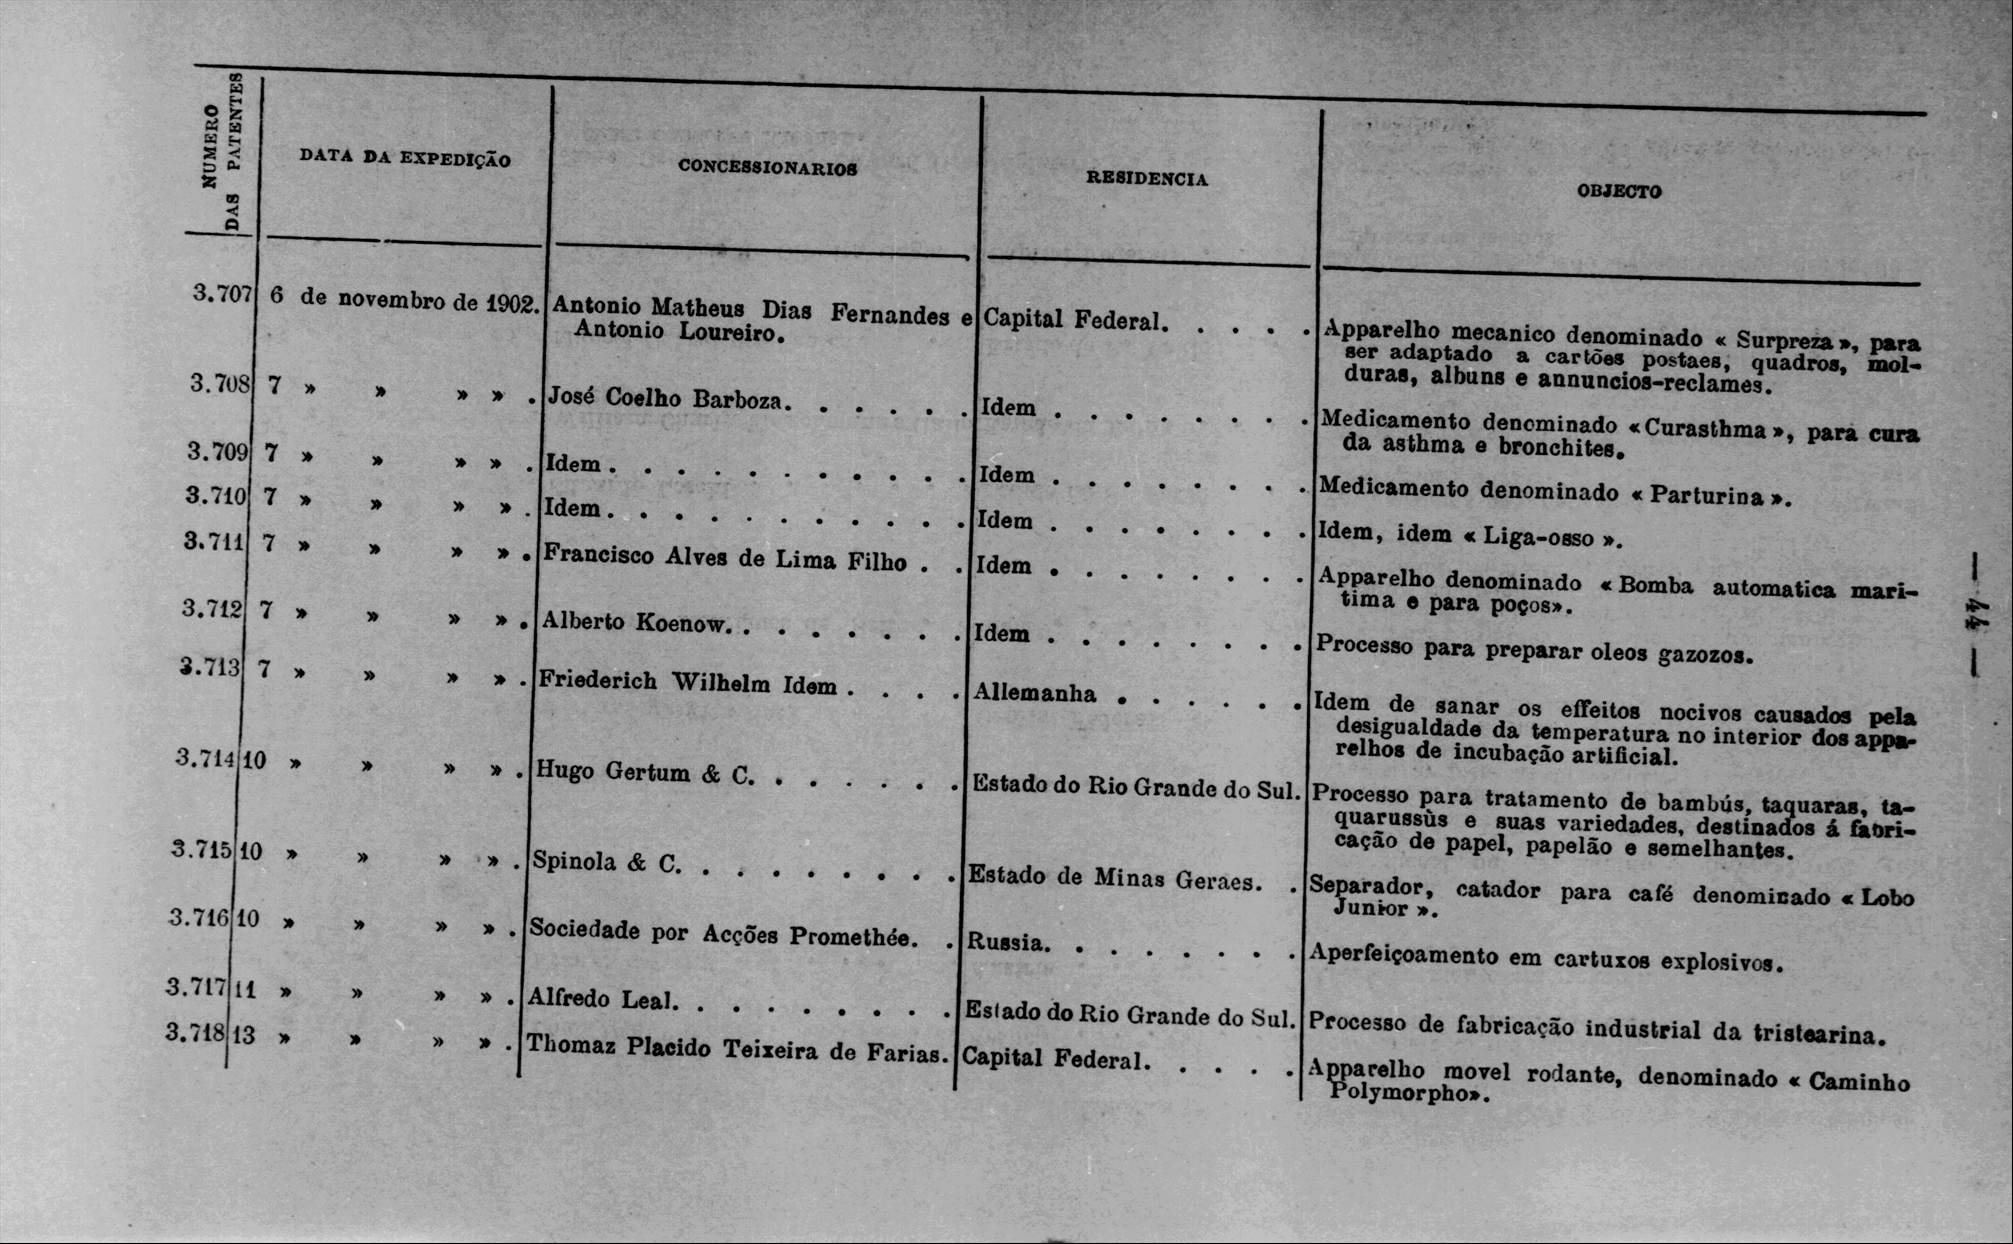 NUMERO DAS PATENTES
DATA DA EXPEDIÇÃO
CONCESSIONARIOS
RESIDENCIA
OBJECTO
3.707 6 de novembro de 1902. Antonio Matheus Dias Fernandes e Capital Federal. . . . . Apparelho mecanico denominado « Surpreza », para
Antonio Loureiro. ser adaptado a cartões postaes, quadros, mol-
duras, albuns e annuncios-reclames.
3.708 7 » » » » . José Coelho Barboza. . . . . . Idem . . . . . . . . Medicamento denominado «Curasthma», para cura
da asthma e bronchites.
3.709 7 » » » » . Idem. . . . . . . . . . . Idem . . . . . . . . Medicamento denominado « Parturina ».
3.710 7 » » » » . Idem. . . . . . . . . . . Idem . . . . . . . . Idem, idem « Liga-osso ».
3.711 7 » » » » . Francisco Alves de Lima Filho . . Idem . . . . . . . . Apparelho denominado « Bomba automatica mari-
tima e para poços».
3.712 7 » » » » . Alberto Koenow. . . . . . . . Idem . . . . . . . . Processo para preparar oleos gazozos.
3.713 7 » » » » . Friederich Wilhelm Idem . . . . Allemanha . . . . . . Idem de sanar os effeitos nocivos causados pela
desigualdade da temperatura no interior dos appa-
relhos de incubação artificial.
3.714 10 » » » » . Hugo Gertum & C. . . . . . . Estado do Rio Grande do Sul. Processo para tratamento de bambús, taquaras, ta-
quarussùs e suas variedades, destinados á fabri-
cação de papel, papelão e semelhantes.
3.715 10 » » » » . Spinola & C. . . . . . . . . Estado de Minas Geraes. . Separador, catador para café denominado « Lobo
Junior ».
3.716 10 » » » » . Sociedade por Acções Promethée. . Russia. . . . . . . . Aperfeiçoamento em cartuxos explosivos.
3.717 11 » » » » . Alfredo Leal. . . . . . . . . Estado do Rio Grande do Sul. Processo de fabricação industrial da tristearina.
3.718 13 » » » » . Thomaz Placido Teixeira de Farias. Capital Federal. . . . . Apparelho movel rodante, denominado « Caminho
Polymorpho».
— 44 —